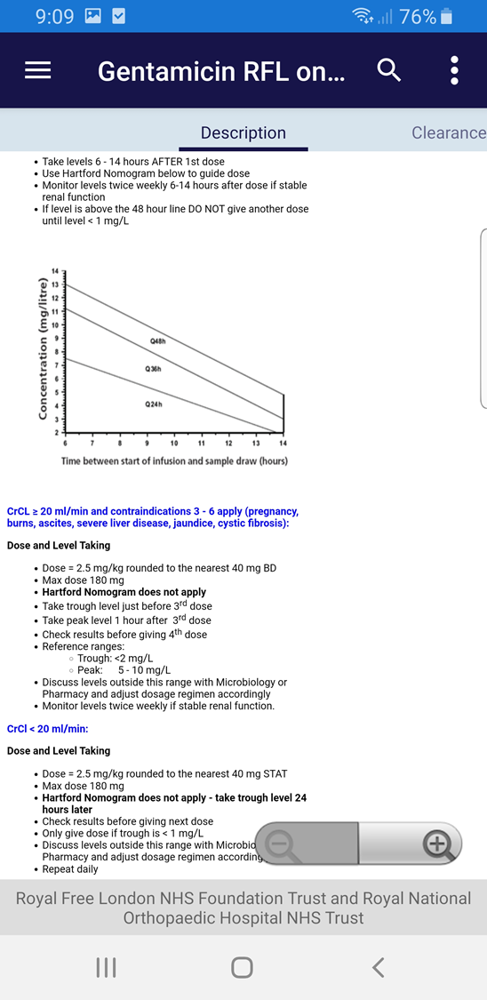 9:09 76%
Gentamicin RFL on...
Description Clearance
• Take levels 6 - 14 hours AFTER 1st dose
• Use Hartford Nomogram below to guide dose
• Monitor levels twice weekly 6-14 hours after dose if stable
renal function
• If level is above the 48 hour line DO NOT give another dose
until level < 1 mg/L
Concentration (mg/litre)
14
13
12
11
10
9
8
7
6
5
4
3
2
Q48h
Q36h
Q24h
6 7 8 9 10 11 12 13 14
Time between start of infusion and sample draw (hours)
CrCL ≥ 20 ml/min and contraindications 3 - 6 apply (pregnancy,
burns, ascites, severe liver disease, jaundice, cystic fibrosis):
Dose and Level Taking
• Dose = 2.5 mg/kg rounded to the nearest 40 mg BD
• Max dose 180 mg
• Hartford Nomogram does not apply
• Take trough level just before 3rd dose
• Take peak level 1 hour after 3rd dose
• Check results before giving 4th dose
• Reference ranges:
○ Trough: <2 mg/L
○ Peak: 5 - 10 mg/L
• Discuss levels outside this range with Microbiology or
Pharmacy and adjust dosage regimen accordingly
• Monitor levels twice weekly if stable renal function.
CrCl < 20 ml/min:
Dose and Level Taking
• Dose = 2.5 mg/kg rounded to the nearest 40 mg STAT
• Max dose 180 mg
• Hartford Nomogram does not apply - take trough level 24
hours later
• Check results before giving next dose
• Only give dose if trough is < 1 mg/L
• Discuss levels outside this range with Microbio
Pharmacy and adjust dosage regimen according
• Repeat daily
Royal Free London NHS Foundation Trust and Royal National
Orthopaedic Hospital NHS Trust